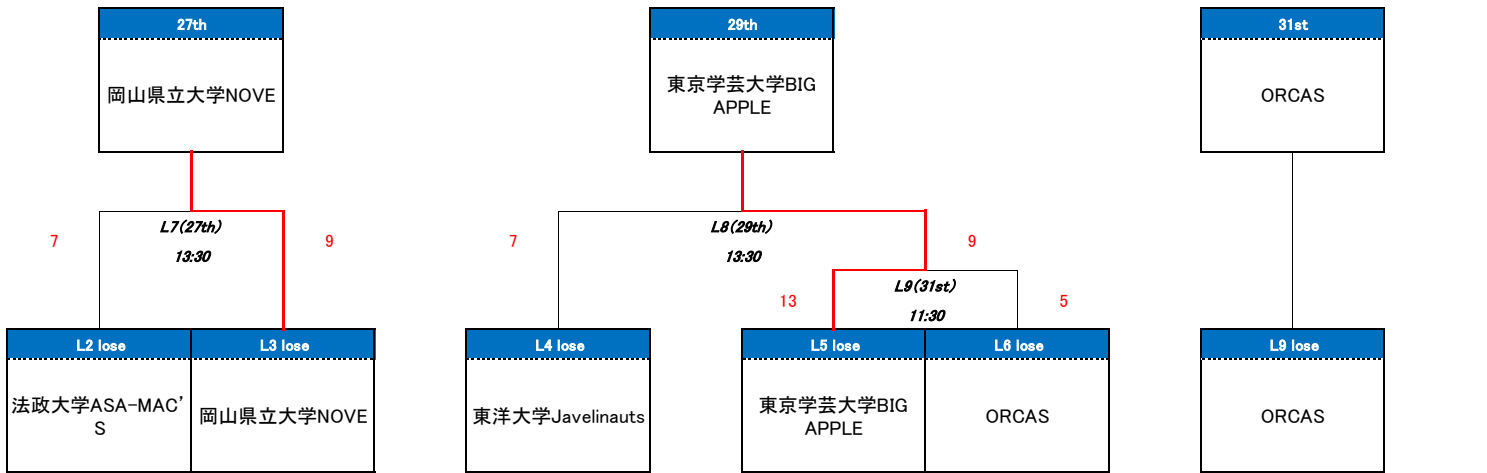 27th
29th
31st
岡山県立大学NOVE
東京学芸大学BIG
APPLE
ORCAS
L7(27th)
13:30
7
9
L8(29th)
13:30
7
9
L9(31st)
11:30
13
5
L2 lose
L3 lose
L4 lose
L5 lose
L6 lose
L9 lose
法政大学ASA-MAC'
S
岡山県立大学NOVE
東洋大学Javelinauts
東京学芸大学BIG
APPLE
ORCAS
ORCAS